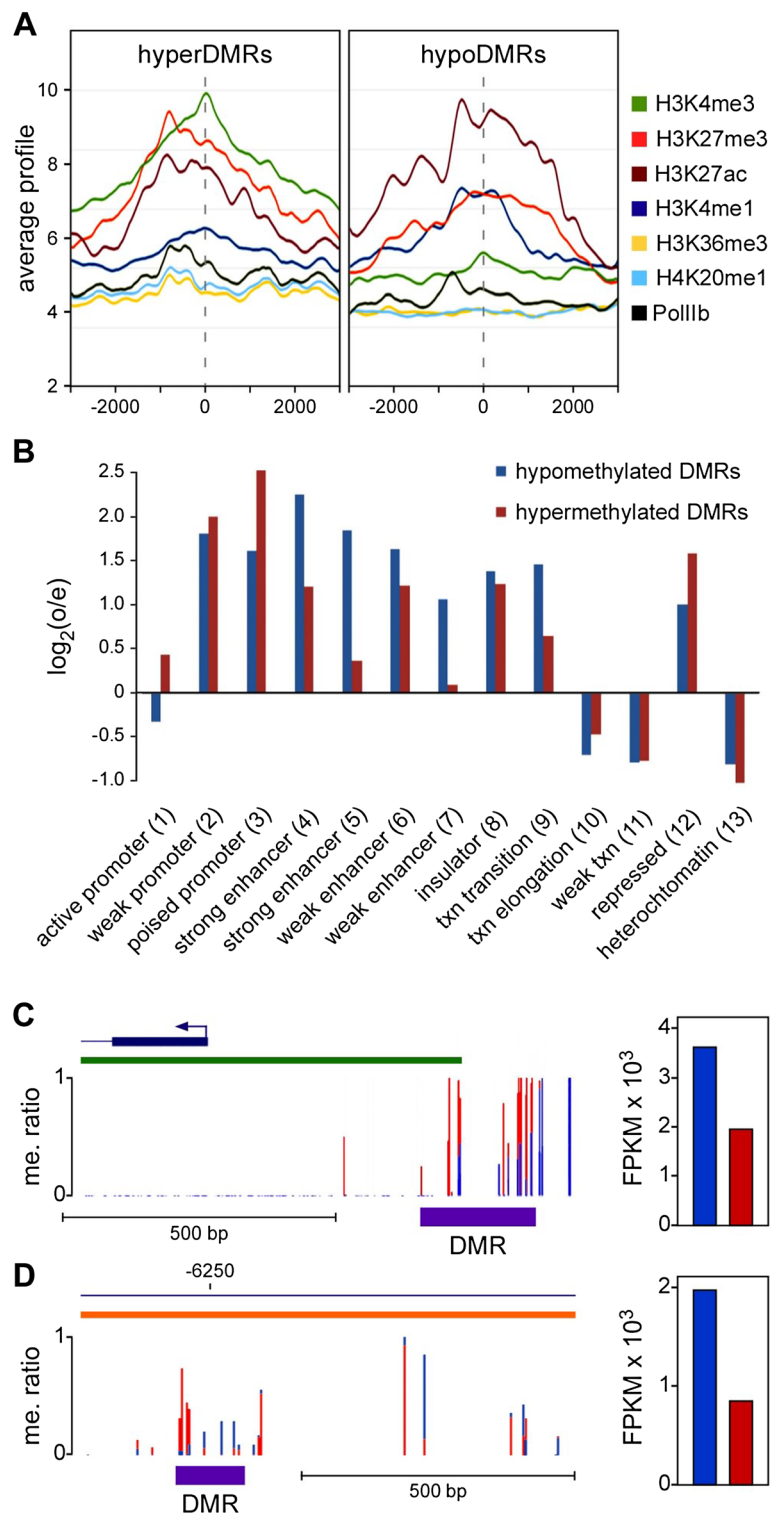 A
hyperDMRs
hypoDMRs
average profile
10
8
6
4
2
-2000 0 2000
-2000 0 2000
H3K4me3
H3K27me3
H3K27ac
H3K4me1
H3K36me3
H4K20me1
PolIIb
B
log2(o/e)
2.5
2.0
1.5
1.0
0.5
0
-0.5
-1.0
hypomethylated DMRs
hypermethylated DMRs
active promoter (1)
weak promoter (2)
poised promoter (3)
strong enhancer (4)
strong enhancer (5)
weak enhancer (6)
weak enhancer (7)
insulator (8)
txn transition (9)
txn elongation (10)
weak txn (11)
repressed (12)
heterochtomatin (13)
C
me. ratio
1
0
500 bp
DMR
FPKM x 10³
4
3
2
1
0
D
-6250
me. ratio
1
0
DMR
500 bp
FPKM x 10³
2
1
0